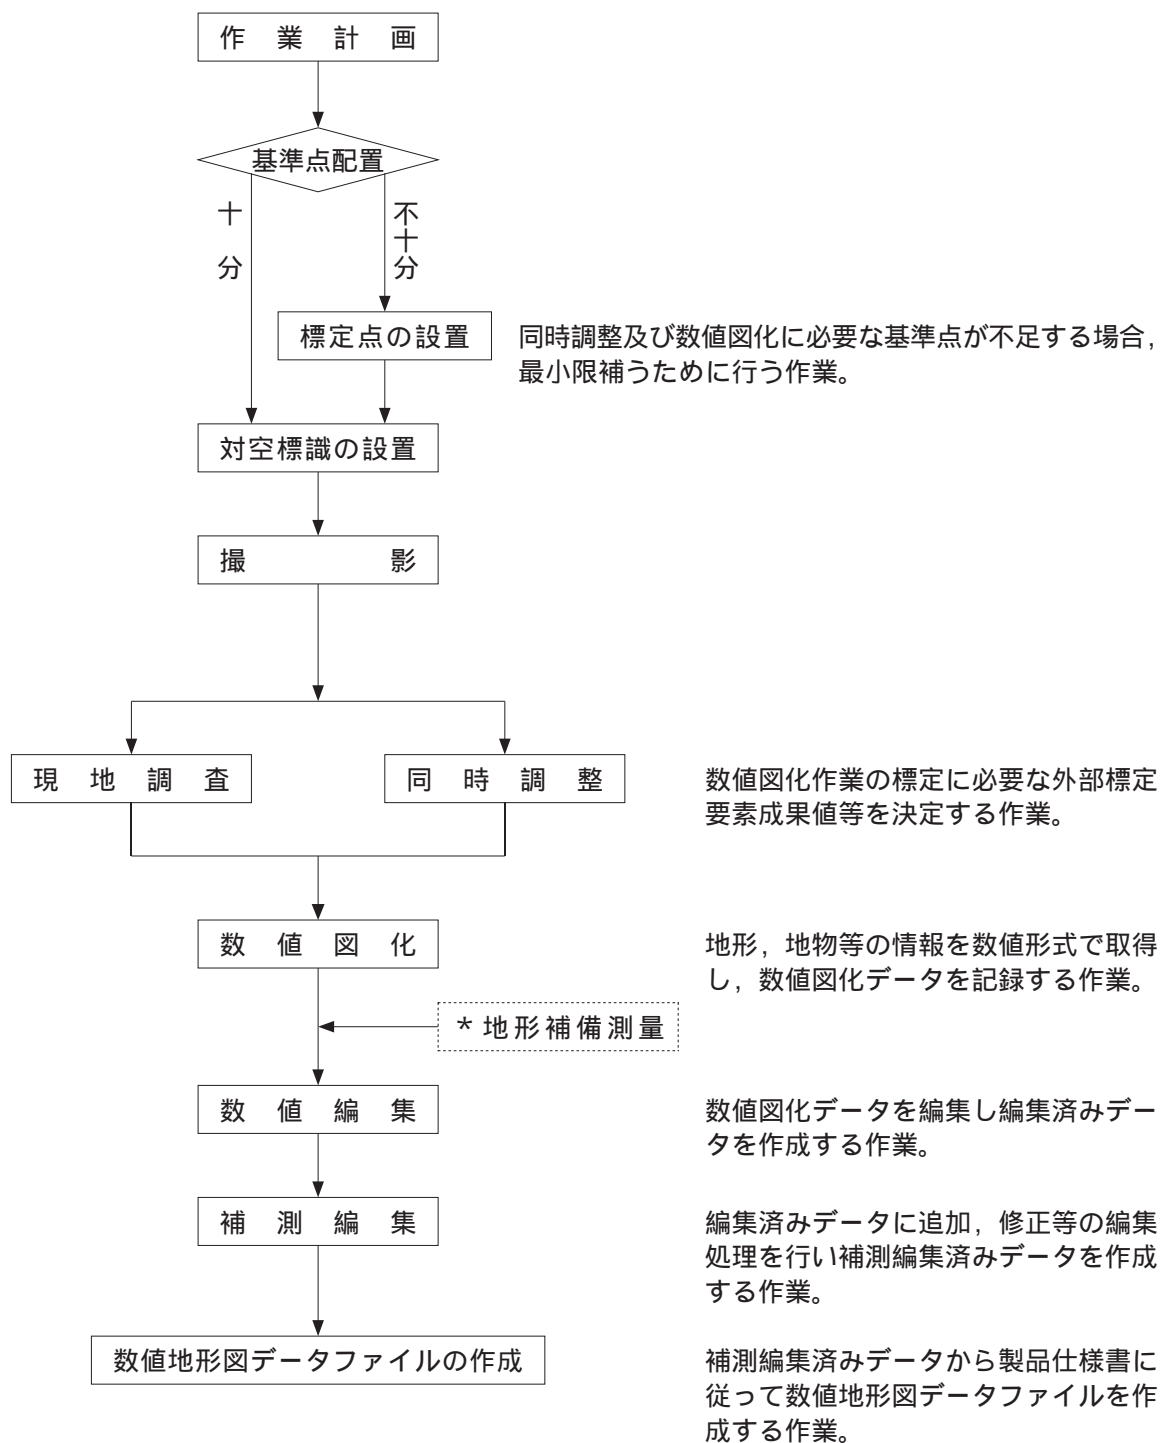 作業計画
基準点配置
十分
不十分
標定点の設置
同時調整及び数値図化に必要な基準点が不足する場合，
最小限補うために行う作業。
対空標識の設置
撮影
現地調査
同時調整
数値図化作業の標定に必要な外部標定
要素成果値等を決定する作業。
数値図化
地形，地物等の情報を数値形式で取得
し，数値図化データを記録する作業。
＊地形補備測量
数値編集
数値図化データを編集し編集済みデー
タを作成する作業。
補測編集
編集済みデータに追加，修正等の編集
処理を行い補測編集済みデータを作成
する作業。
数値地形図データファイルの作成
補測編集済みデータから製品仕様書に
従って数値地形図データファイルを作
成する作業。